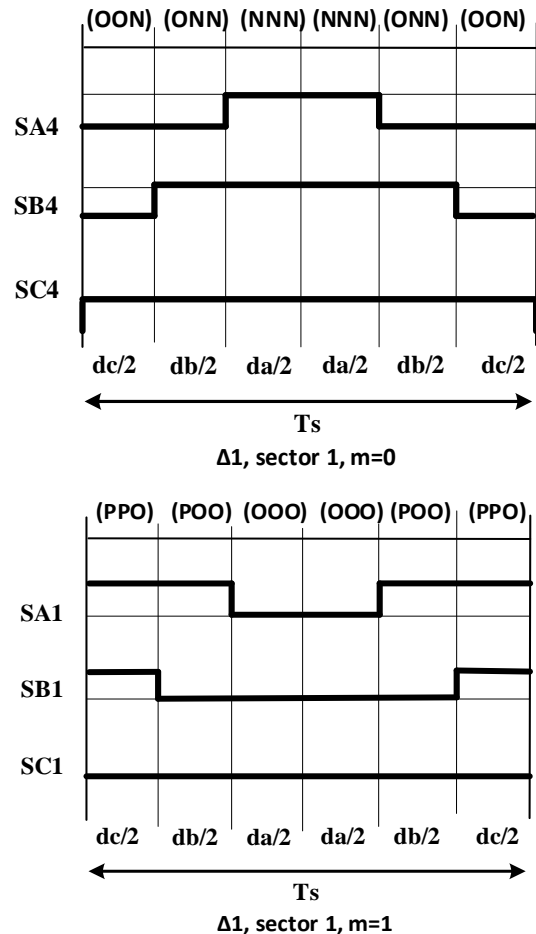 (OON) (ONN) (NNN) (NNN) (ONN) (OON)
SA4
SB4
SC4
dc/2 db/2 da/2 da/2 db/2 dc/2
Ts
Δ1, sector 1, m=0
(PPO) (POO) (OOO) (OOO) (POO) (PPO)
SA1
SB1
SC1
dc/2 db/2 da/2 da/2 db/2 dc/2
Ts
Δ1, sector 1, m=1